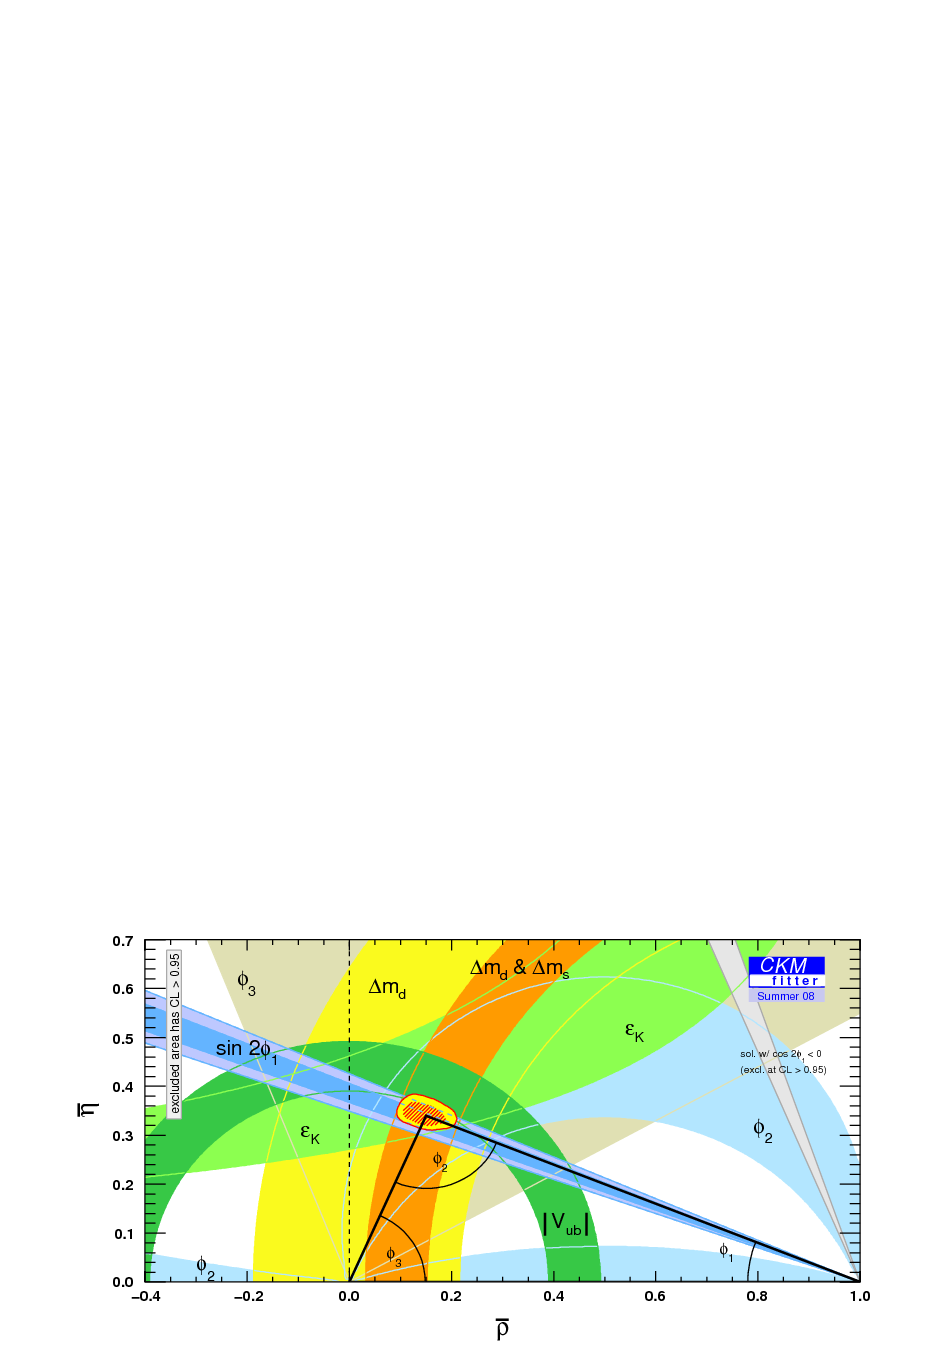 0.7
0.6
0.5
0.4
0.3
0.2
0.1
0.0
−0.4
−0.2
0.0
0.2
0.4
0.6
0.8
1.0
η̅
ρ̅
excluded area has CL > 0.95
ϕ3
Δmd
Δmd & Δms
CKM
fitter
Summer 08
εK
sin 2ϕ1
sol. w/ cos 2ϕ1 < 0
(excl. at CL > 0.95)
εK
ϕ2
ϕ2
|Vub|
ϕ3
ϕ1
ϕ2